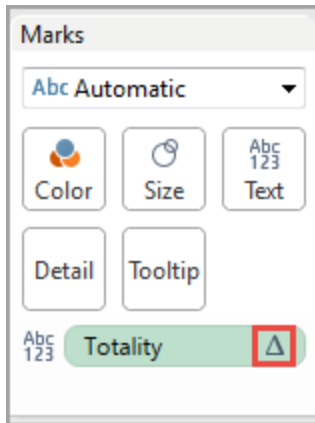 Marks
Abc Automatic
Abc
123
Color Size Text
Detail Tooltip
Abc
123
Totality Δ